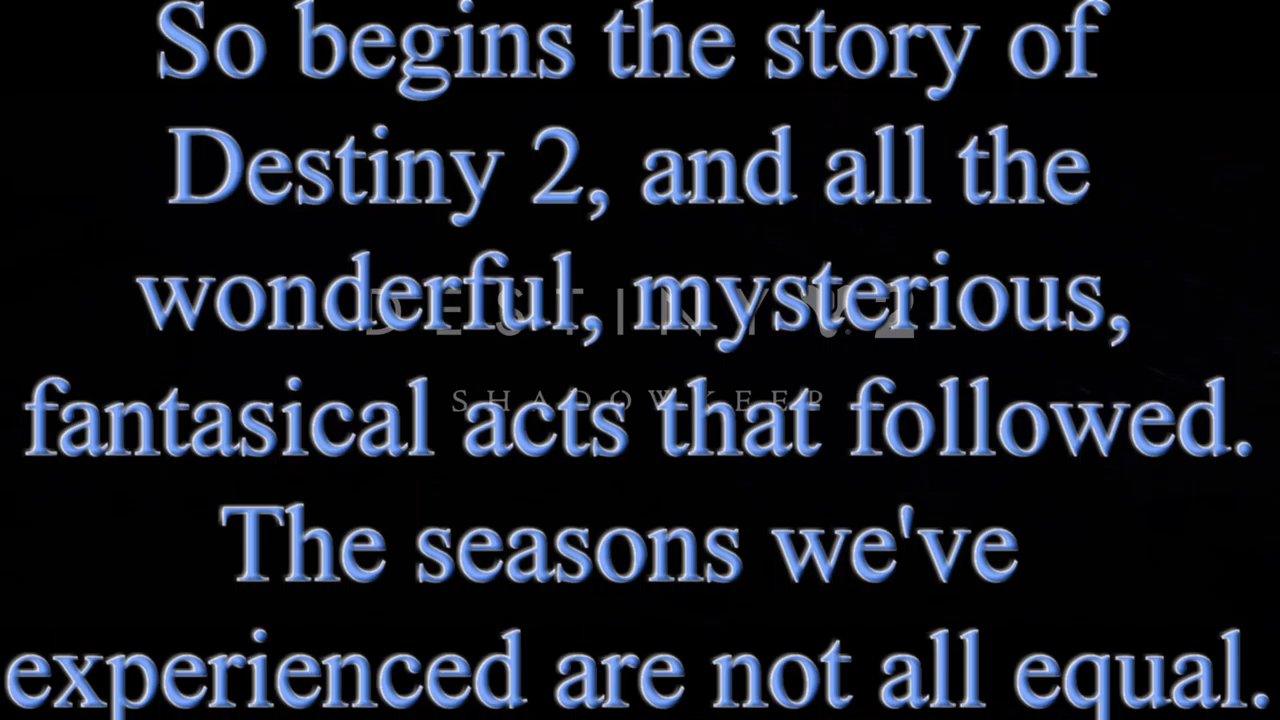 So begins the story of
Destiny 2, and all the
wonderful, mysterious,
DESTINY 2
fantasical acts that followed.
SHADOWKEEP
The seasons we've
experienced are not all equal.